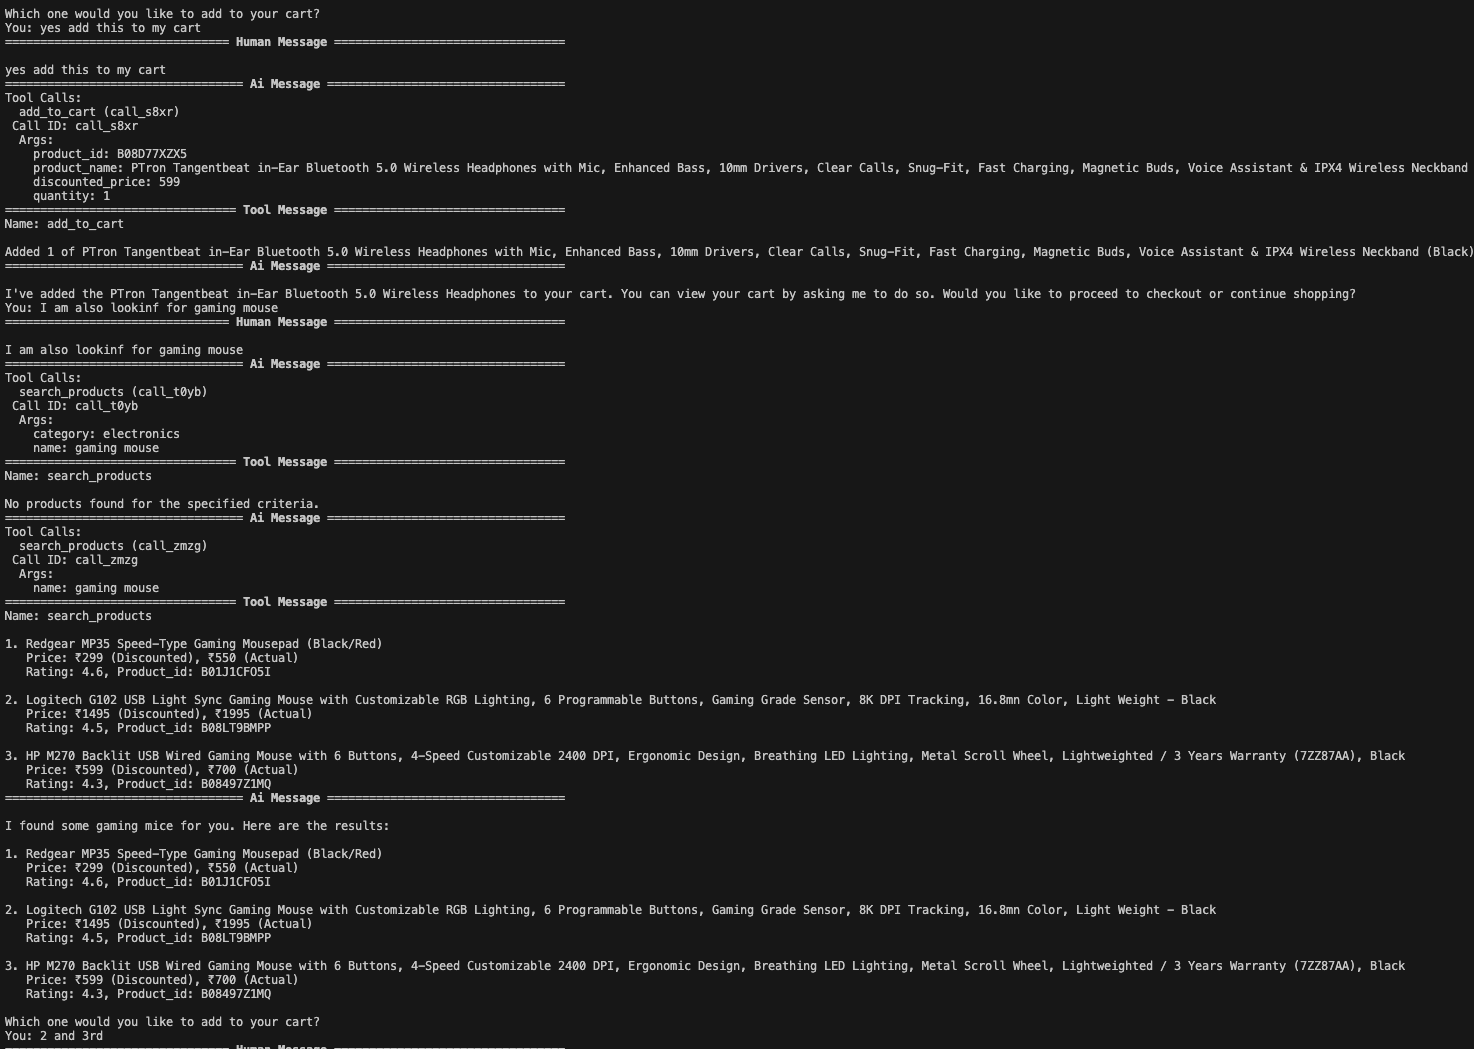 Which one would you like to add to your cart?
You: yes add this to my cart
================================ Human Message =================================
yes add this to my cart
================================== Ai Message ==================================
Tool Calls:
add_to_cart (call_s8xr)
Call ID: call_s8xr
Args:
product_id: B08D77XZX5
product_name: PTron Tangentbeat in-Ear Bluetooth 5.0 Wireless Headphones with Mic, Enhanced Bass, 10mm Drivers, Clear Calls, Snug-Fit, Fast Charging, Magnetic Buds, Voice Assistant & IPX4 Wireless Neckband
discounted_price: 599
quantity: 1
================================= Tool Message =================================
Name: add_to_cart
Added 1 of PTron Tangentbeat in-Ear Bluetooth 5.0 Wireless Headphones with Mic, Enhanced Bass, 10mm Drivers, Clear Calls, Snug-Fit, Fast Charging, Magnetic Buds, Voice Assistant & IPX4 Wireless Neckband (Black)
================================== Ai Message ==================================
I've added the PTron Tangentbeat in-Ear Bluetooth 5.0 Wireless Headphones to your cart. You can view your cart by asking me to do so. Would you like to proceed to checkout or continue shopping?
You: I am also lookinf for gaming mouse
================================ Human Message =================================
I am also lookinf for gaming mouse
================================== Ai Message ==================================
Tool Calls:
search_products (call_t0yb)
Call ID: call_t0yb
Args:
category: electronics
name: gaming mouse
================================= Tool Message =================================
Name: search_products
No products found for the specified criteria.
================================== Ai Message ==================================
Tool Calls:
search_products (call_zmzg)
Call ID: call_zmzg
Args:
name: gaming mouse
================================= Tool Message =================================
Name: search_products
1. Redgear MP35 Speed-Type Gaming Mousepad (Black/Red)
Price: ₹299 (Discounted), ₹550 (Actual)
Rating: 4.6, Product_id: B01J1CFO5I
2. Logitech G102 USB Light Sync Gaming Mouse with Customizable RGB Lighting, 6 Programmable Buttons, Gaming Grade Sensor, 8K DPI Tracking, 16.8mn Color, Light Weight - Black
Price: ₹1495 (Discounted), ₹1995 (Actual)
Rating: 4.5, Product_id: B08LT9BMPP
3. HP M270 Backlit USB Wired Gaming Mouse with 6 Buttons, 4-Speed Customizable 2400 DPI, Ergonomic Design, Breathing LED Lighting, Metal Scroll Wheel, Lightweighted / 3 Years Warranty (7ZZ87AA), Black
Price: ₹599 (Discounted), ₹700 (Actual)
Rating: 4.3, Product_id: B08497Z1MQ
================================== Ai Message ==================================
I found some gaming mice for you. Here are the results:
1. Redgear MP35 Speed-Type Gaming Mousepad (Black/Red)
Price: ₹299 (Discounted), ₹550 (Actual)
Rating: 4.6, Product_id: B01J1CFO5I
2. Logitech G102 USB Light Sync Gaming Mouse with Customizable RGB Lighting, 6 Programmable Buttons, Gaming Grade Sensor, 8K DPI Tracking, 16.8mn Color, Light Weight - Black
Price: ₹1495 (Discounted), ₹1995 (Actual)
Rating: 4.5, Product_id: B08LT9BMPP
3. HP M270 Backlit USB Wired Gaming Mouse with 6 Buttons, 4-Speed Customizable 2400 DPI, Ergonomic Design, Breathing LED Lighting, Metal Scroll Wheel, Lightweighted / 3 Years Warranty (7ZZ87AA), Black
Price: ₹599 (Discounted), ₹700 (Actual)
Rating: 4.3, Product_id: B08497Z1MQ
Which one would you like to add to your cart?
You: 2 and 3rd
================================ Human Message =================================